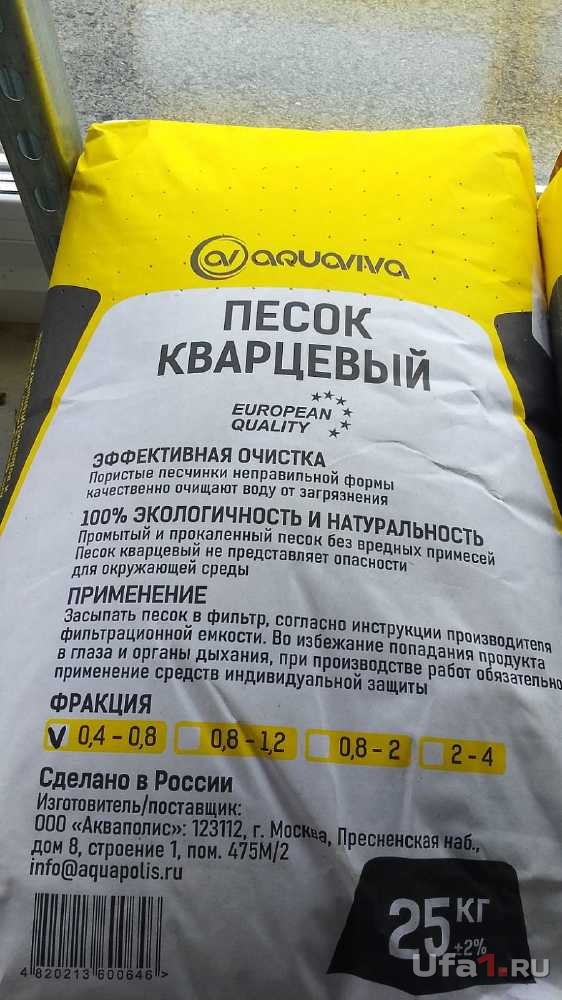 aquaviva
ПЕСОК
КВАРЦЕВЫЙ
EUROPEAN
QUALITY
ЭФФЕКТИВНАЯ ОЧИСТКА
Пористые песчинки неправильной формы
качественно очищают воду от загрязнения
100% ЭКОЛОГИЧНОСТЬ И НАТУРАЛЬНОСТЬ
Промытый и прокаленный песок без вредных примесей
Песок кварцевый не представляет опасности
для окружающей среды
ПРИМЕНЕНИЕ
Засыпать песок в фильтр, согласно инструкции производителя
фильтрационной емкости. Во избежание попадания продукта
в глаза и органы дыхания, при производстве работ обязательно
применение средств индивидуальной защиты
ФРАКЦИЯ
0,4 – 0,8 0,8 – 1,2 0,8 – 2 2 – 4
Сделано в России
Изготовитель/поставщик:
ООО «Акваполис»: 123112, г. Москва, Пресненская наб.,
дом 8, строение 1, пом. 475М/2
info@aquapolis.ru
25 КГ
±2%
4 820213 600646 >
Ufa1.RU